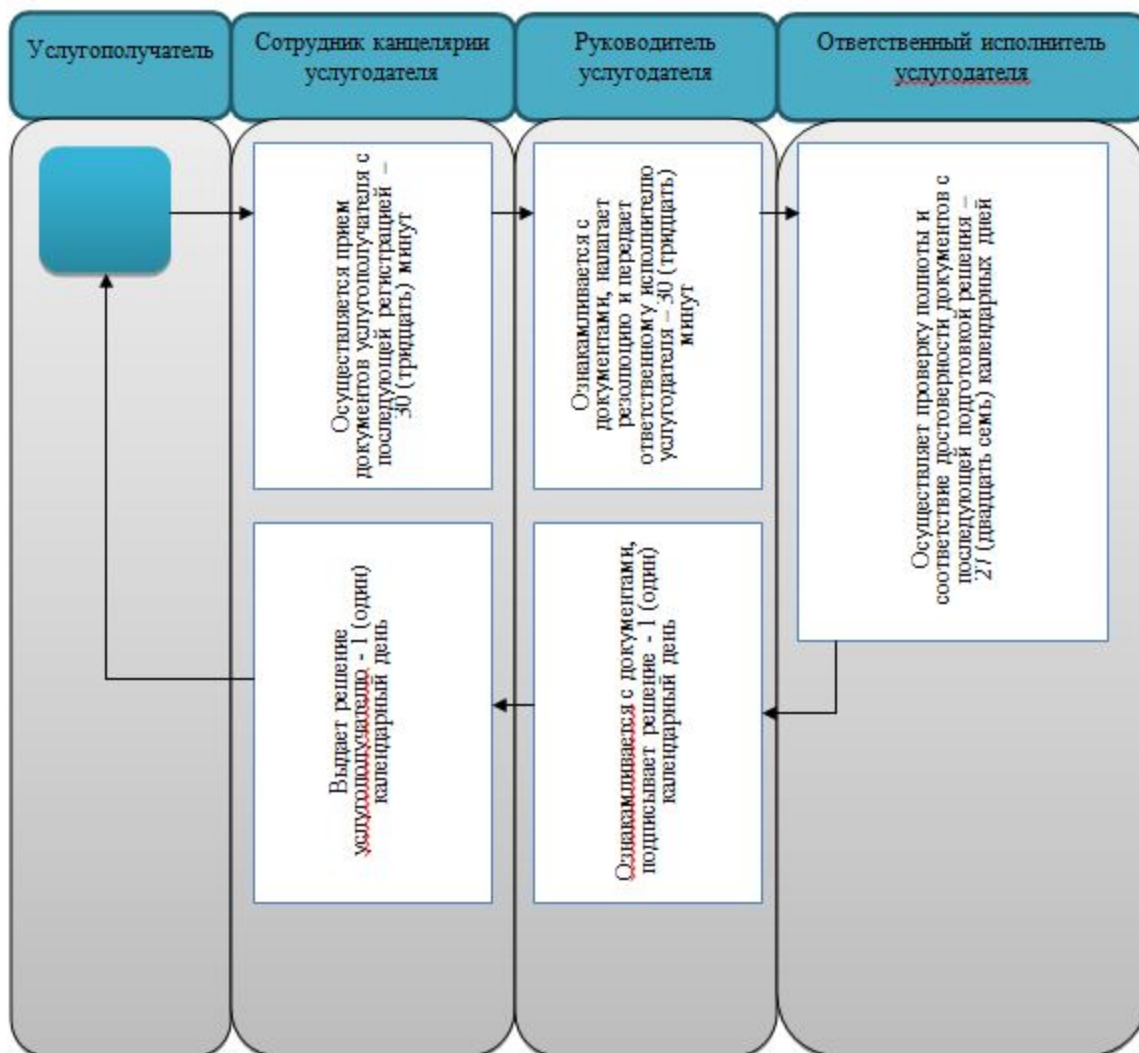 Услугополучатель
Сотрудник канцелярии
услугодателя
Руководитель
услугодателя
Ответственный исполнитель
услугодателя
Осуществляется прием
документов услугополучателя с
последующей регистрацией –
30 (тридцать) минут
Ознакамливается с
документами, налагает
резолюцию и передает
ответственному исполнителю
услугодателя – 30 (тридцать)
минут
Осуществляет проверку полноты и
соответствие достоверности документов с
последующей подготовкой решения –
27 (двадцать семь) календарных дней
Выдает решение
услугополучателю - 1 (один)
календарный день
Ознакамливается с документами,
подписывает решение - 1 (один)
календарный день